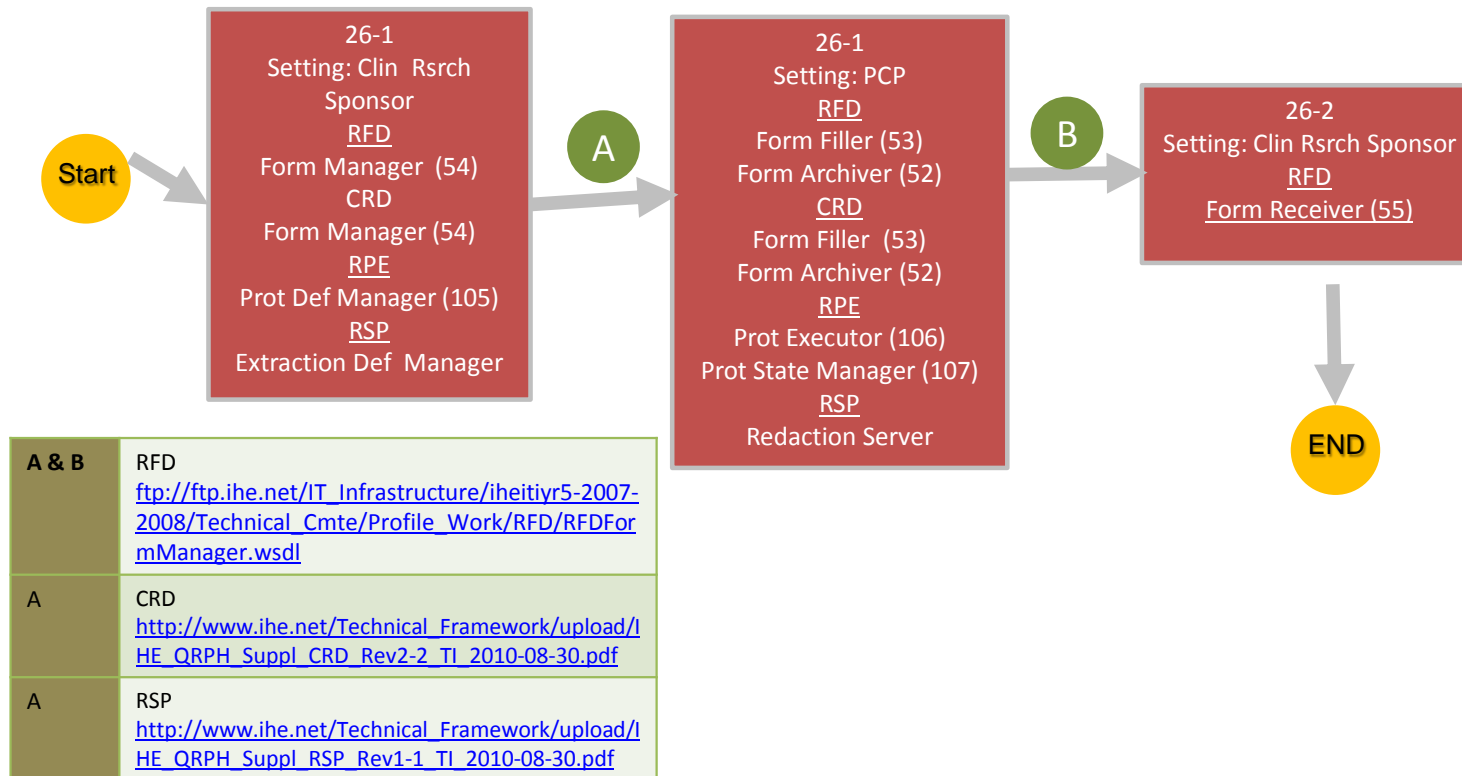 Start
26-1
Setting: Clin Rsrch
Sponsor
RFD
Form Manager (54)
CRD
Form Manager (54)
RPE
Prot Def Manager (105)
RSP
Extraction Def Manager
A
26-1
Setting: PCP
RFD
Form Filler (53)
Form Archiver (52)
CRD
Form Filler (53)
Form Archiver (52)
RPE
Prot Executor (106)
Prot State Manager (107)
RSP
Redaction Server
B
26-2
Setting: Clin Rsrch Sponsor
RFD
Form Receiver (55)
END
A & B
RFD
ftp://ftp.ihe.net/IT_Infrastructure/iheitiyr5-2007-
2008/Technical_Cmte/Profile_Work/RFD/RFDFor
mManager.wsdl
A
CRD
http://www.ihe.net/Technical_Framework/upload/I
HE_QRPH_Suppl_CRD_Rev2-2_TI_2010-08-30.pdf
A
RSP
http://www.ihe.net/Technical_Framework/upload/I
HE_QRPH_Suppl_RSP_Rev1-1_TI_2010-08-30.pdf